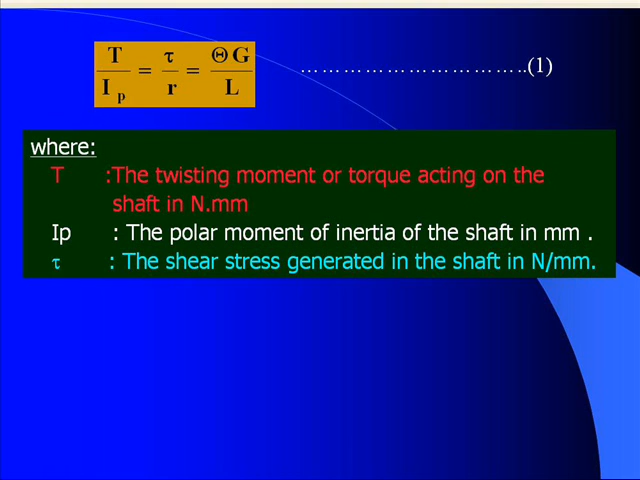 T/I p = τ/r = Θ G/L ……………………………..(1)
where:
T :The twisting moment or torque acting on the
shaft in N.mm
Ip : The polar moment of inertia of the shaft in mm .
τ : The shear stress generated in the shaft in N/mm.